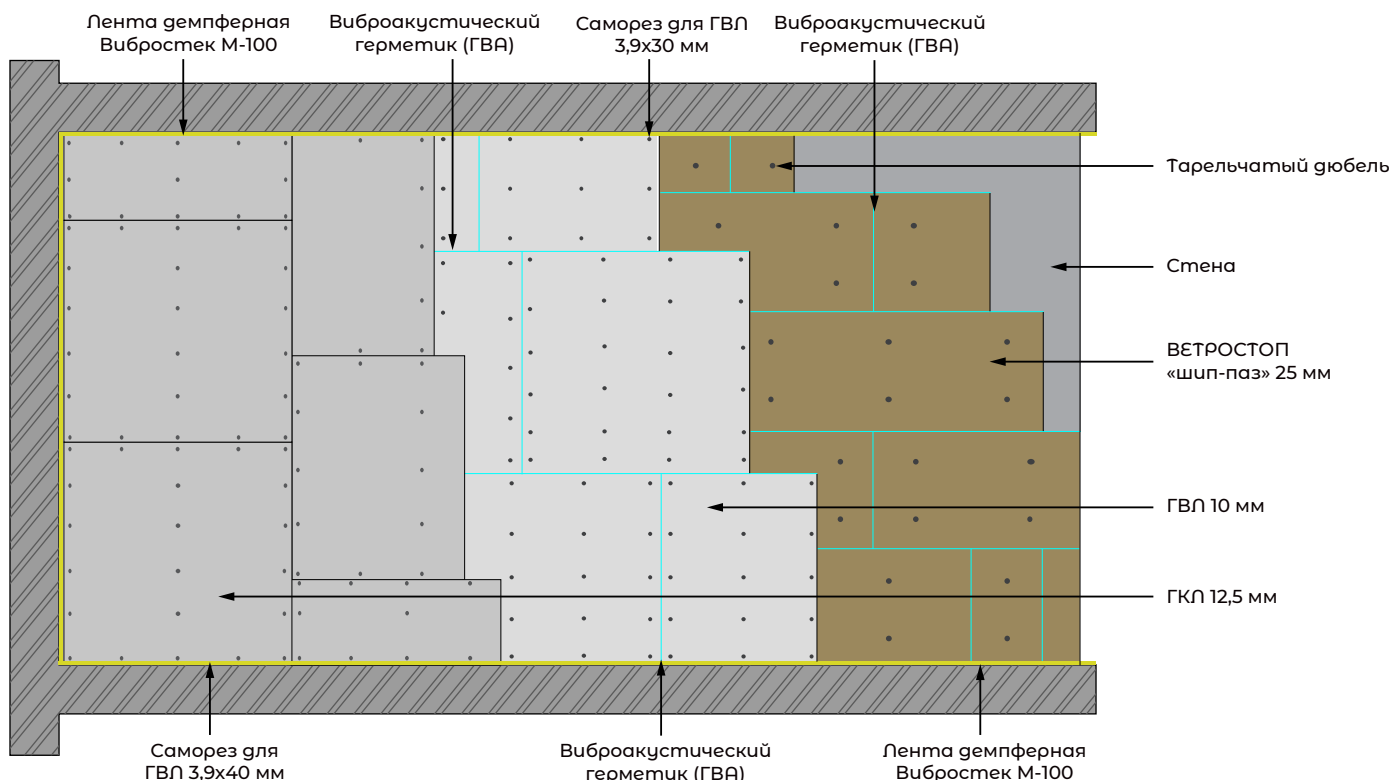 Лента демпферная
Вибростек М-100
Виброакустический
герметик (ГВА)
Саморез для ГВЛ
3,9х30 мм
Виброакустический
герметик (ГВА)
Тарельчатый дюбель
Стена
ВЕТРОСТОП
«шип-паз» 25 мм
ГВЛ 10 мм
ГКЛ 12,5 мм
Саморез для
ГВЛ 3,9х40 мм
Виброакустический
герметик (ГВА)
Лента демпферная
Вибростек М-100